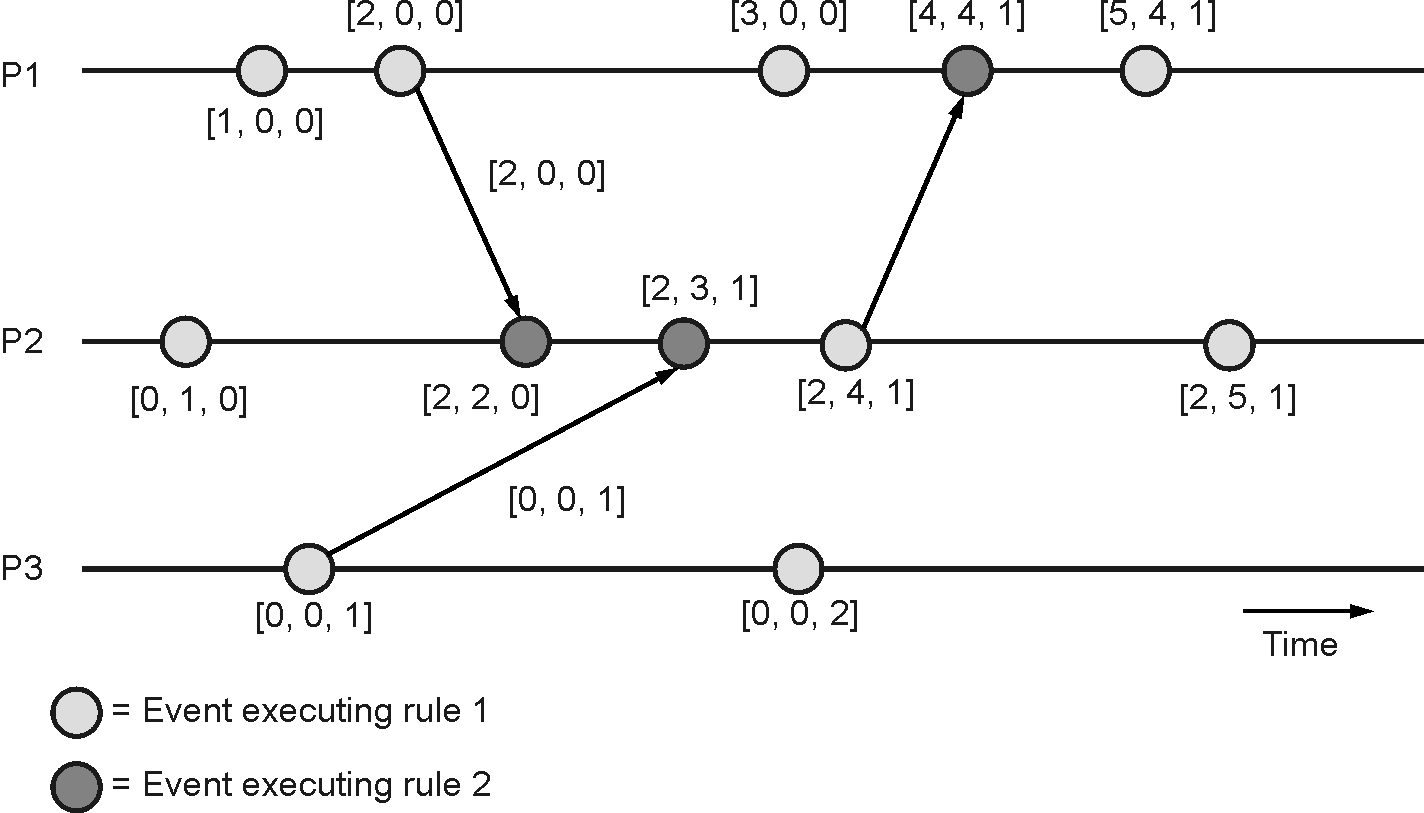 [2, 0, 0]
[3, 0, 0]
[4, 4, 1]
[5, 4, 1]
P1
[1, 0, 0]
[2, 0, 0]
[2, 3, 1]
P2
[0, 1, 0]
[2, 2, 0]
[2, 4, 1]
[2, 5, 1]
[0, 0, 1]
P3
[0, 0, 1]
[0, 0, 2]
Time
= Event executing rule 1
= Event executing rule 2